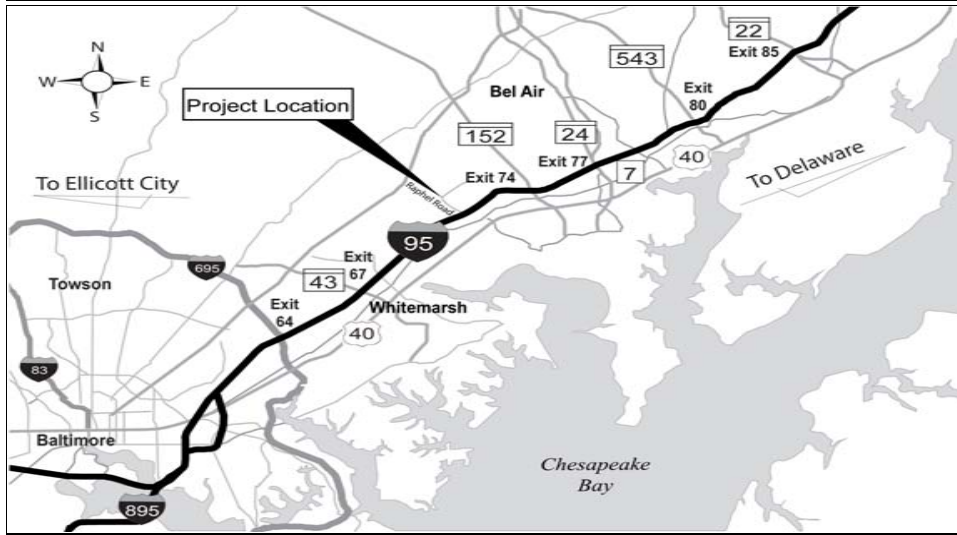 22
Exit 85
543
N
W E
S
Exit
80
Bel Air
Project Location
152
24
Exit 77
40
7
To Delaware
Exit 74
To Ellicott City
Raphel Road
95
695
Exit
67
43
Towson
Exit
64
Whitemarsh
40
83
Baltimore
Chesapeake
Bay
895